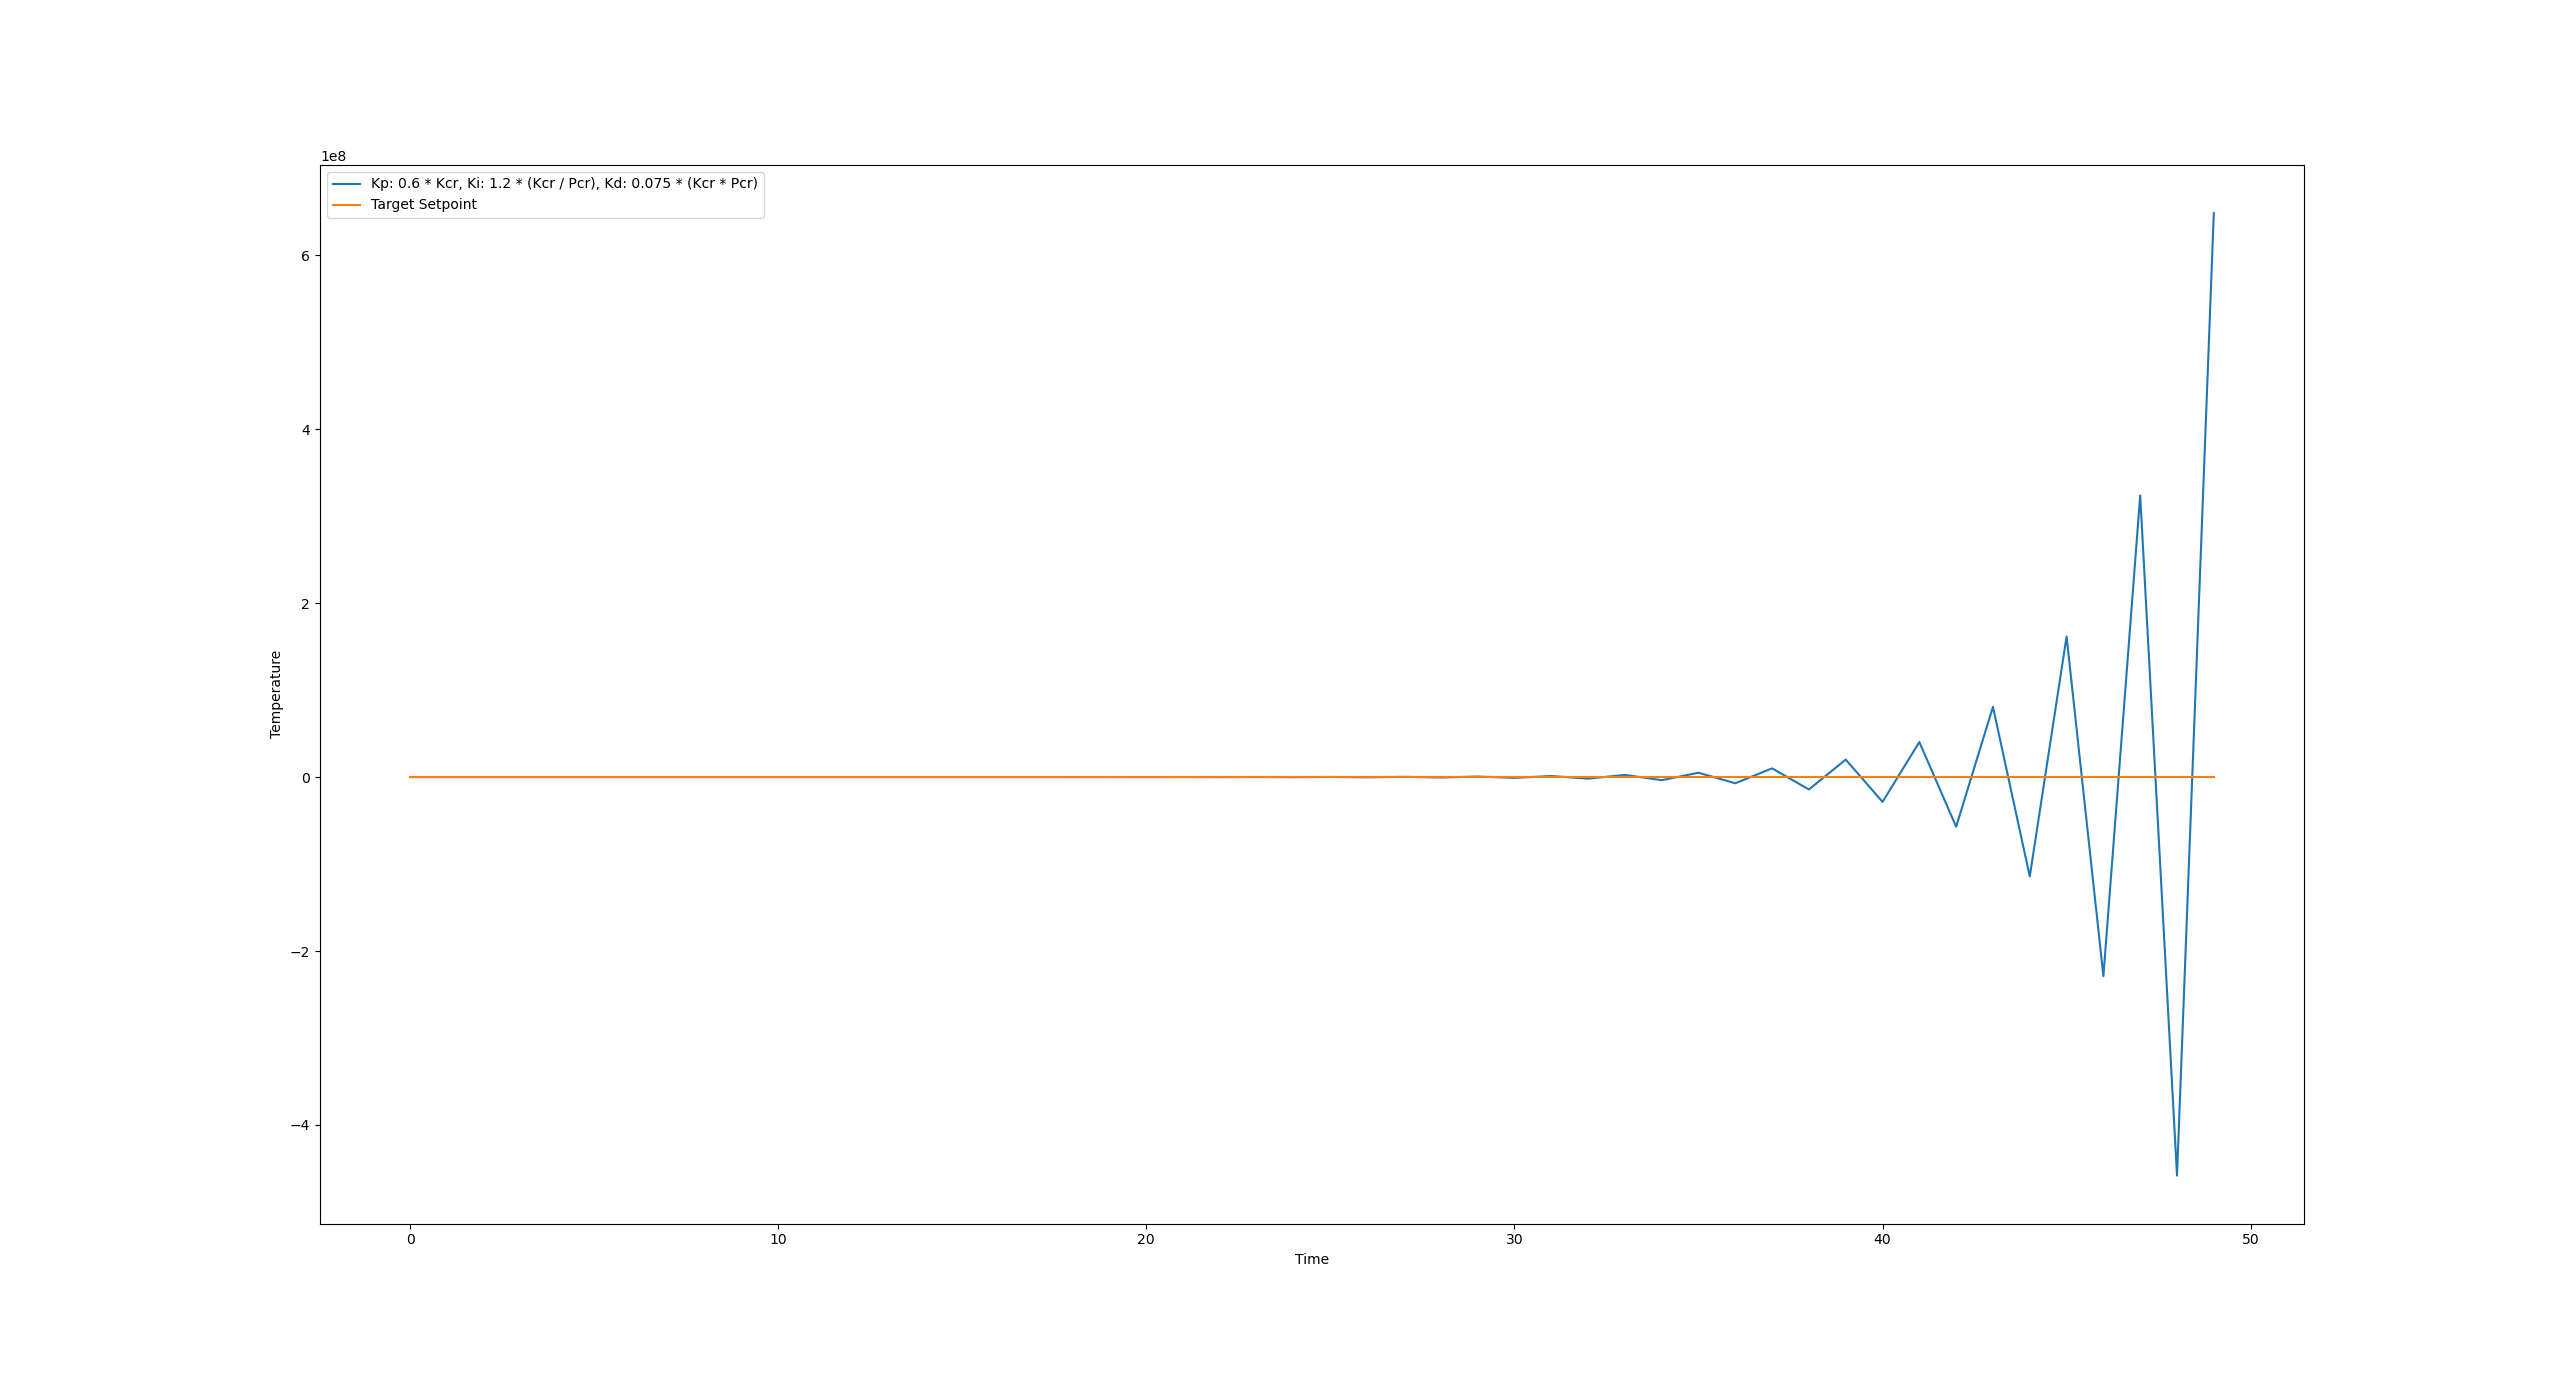 1e8
Kp: 0.6 * Kcr, Ki: 1.2 * (Kcr / Pcr), Kd: 0.075 * (Kcr * Pcr)
Target Setpoint
6
4
2
0
−2
−4
Temperature
0 10 20 30 40 50
Time